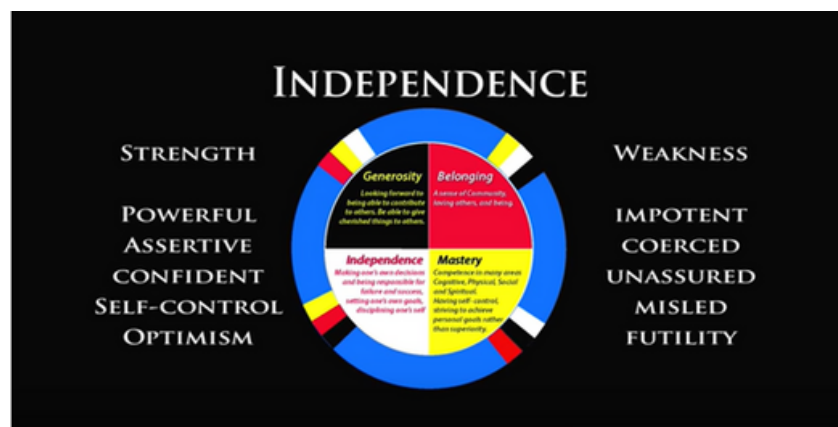 INDEPENDENCE
STRENGTH
POWERFUL
ASSERTIVE
CONFIDENT
SELF-CONTROL
OPTIMISM
Generosity
Looking forward to
being able to contribute
to others. Be able to give
cherished things to others.
Belonging
A sense of Community,
loving others, and being.
Independence
Making one's own decisions
and being responsible for
failure and success,
setting one's own goals,
disciplining one's self
Mastery
Competence in many areas
Cognitive, Physical, Social
and Spiritual.
Having self-control,
striving to achieve
personal goals rather
than superiority.
WEAKNESS
IMPOTENT
COERCED
UNASSURED
MISLED
FUTILITY